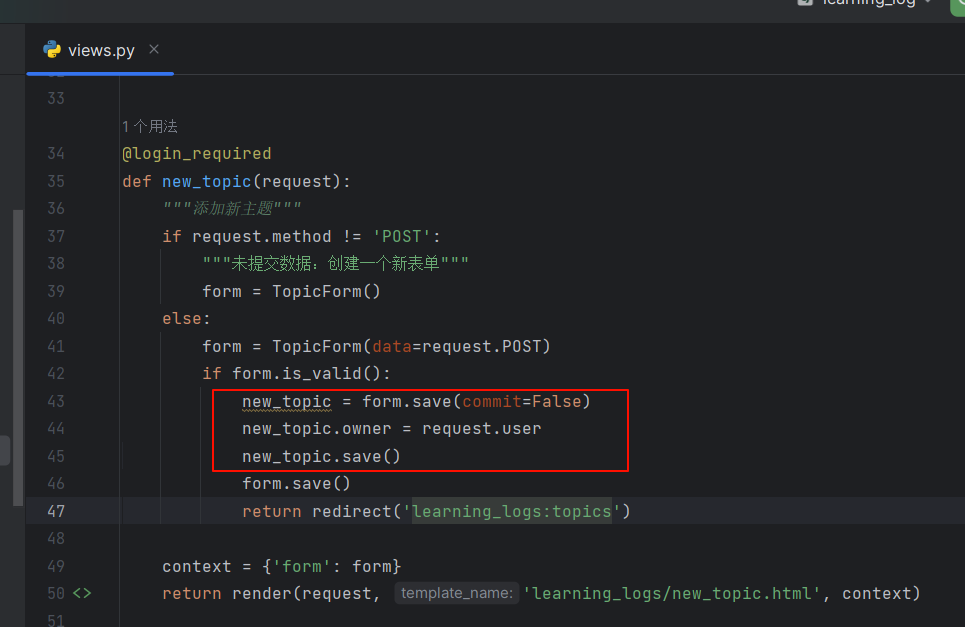 learning_log
views.py
33
1 个用法
34 @login_required
35 def new_topic(request):
36 """添加新主题"""
37 if request.method != 'POST':
38 """未提交数据：创建一个新表单"""
39 form = TopicForm()
40 else:
41 form = TopicForm(data=request.POST)
42 if form.is_valid():
43 new_topic = form.save(commit=False)
44 new_topic.owner = request.user
45 new_topic.save()
46 form.save()
47 return redirect('learning_logs:topics')
48
49 context = {'form': form}
50 <> return render(request, template_name: 'learning_logs/new_topic.html', context)
51